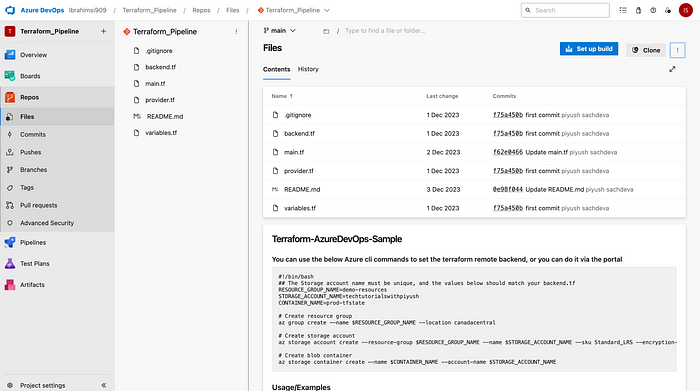 Azure DevOps Ibrahimsi909 / Terraform_Pipeline / Repos / Files / Terraform_Pipeline
Search
IS
T Terraform_Pipeline
Overview
Boards
Repos
Files
Commits
Pushes
Branches
Tags
Pull requests
Advanced Security
Pipelines
Test Plans
Artifacts
Project settings
Terraform_Pipeline
.gitignore
backend.tf
main.tf
provider.tf
README.md
variables.tf
main / Type to find a file or folder...
Files
Set up build
Clone
Contents History
Name ↑ Last change Commits
.gitignore 1 Dec 2023 f75a450b first commit piyush sachdeva
backend.tf 1 Dec 2023 f75a450b first commit piyush sachdeva
main.tf 2 Dec 2023 f62e0466 Update main.tf piyush sachdeva
provider.tf 1 Dec 2023 f75a450b first commit piyush sachdeva
README.md 3 Dec 2023 0e98f044 Update README.md piyush sachdeva
variables.tf 1 Dec 2023 f75a450b first commit piyush sachdeva
Terraform-AzureDevOps-Sample
You can use the below Azure cli commands to set the terraform remote backend, or you can do it via the portal
#!/bin/bash
## The Storage account name must be unique, and the values below should match your backend.tf
RESOURCE_GROUP_NAME=demo-resources
STORAGE_ACCOUNT_NAME=techtutorialswithpiyush
CONTAINER_NAME=prod-tfstate
# Create resource group
az group create --name $RESOURCE_GROUP_NAME --location canadacentral
# Create storage account
az storage account create --resource-group $RESOURCE_GROUP_NAME --name $STORAGE_ACCOUNT_NAME --sku Standard_LRS --encryption-
# Create blob container
az storage container create --name $CONTAINER_NAME --account-name $STORAGE_ACCOUNT_NAME
Usage/Examples